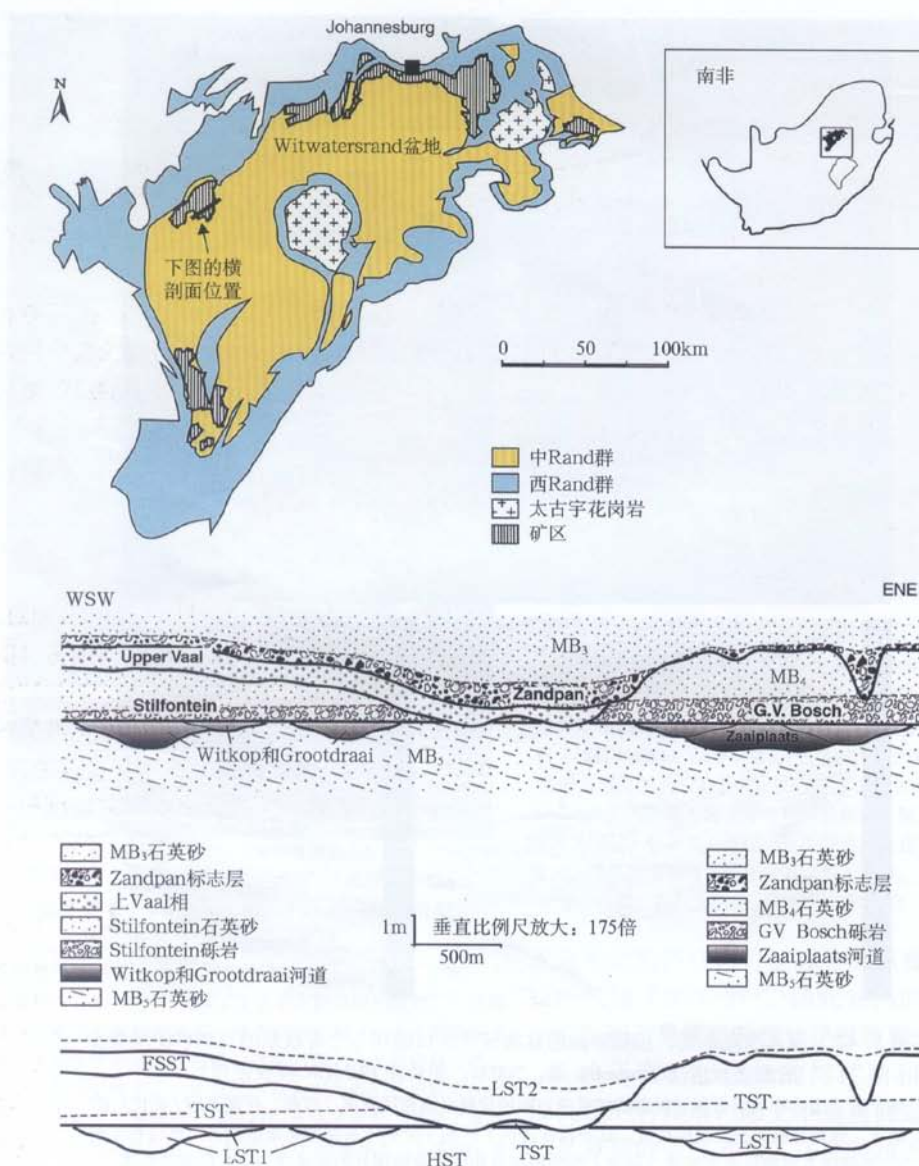 Johannesburg
N
南非
Witwatersrand盆地
下图的横
剖面位置
0 50 100km
中Rand群
西Rand群
太古宇花岗岩
矿区
WSW
ENE
MB₃
Upper Vaal
Zandpan
MB₄
Stilfontein
G.V. Bosch
Zaaiplaats
Witkop和Grootdraai
MB₅
MB₃石英砂
Zandpan标志层
上Vaal相
Stilfontein石英砂
Stilfontein砾岩
Witkop和Grootdraai河道
MB₅石英砂
1m
垂直比例尺放大：175倍
500m
MB₃石英砂
Zandpan标志层
MB₄石英砂
GV Bosch砾岩
Zaaiplaats河道
MB₅石英砂
FSST
LST2
TST
TST
LST1
HST
TST
LST1